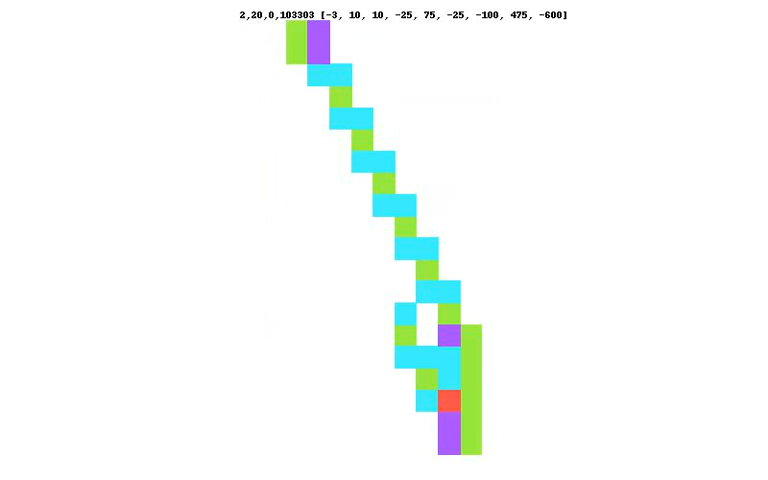 2,20,0,103303 [-3, 10, 10, -25, 75, -25, -100, 475, -600]